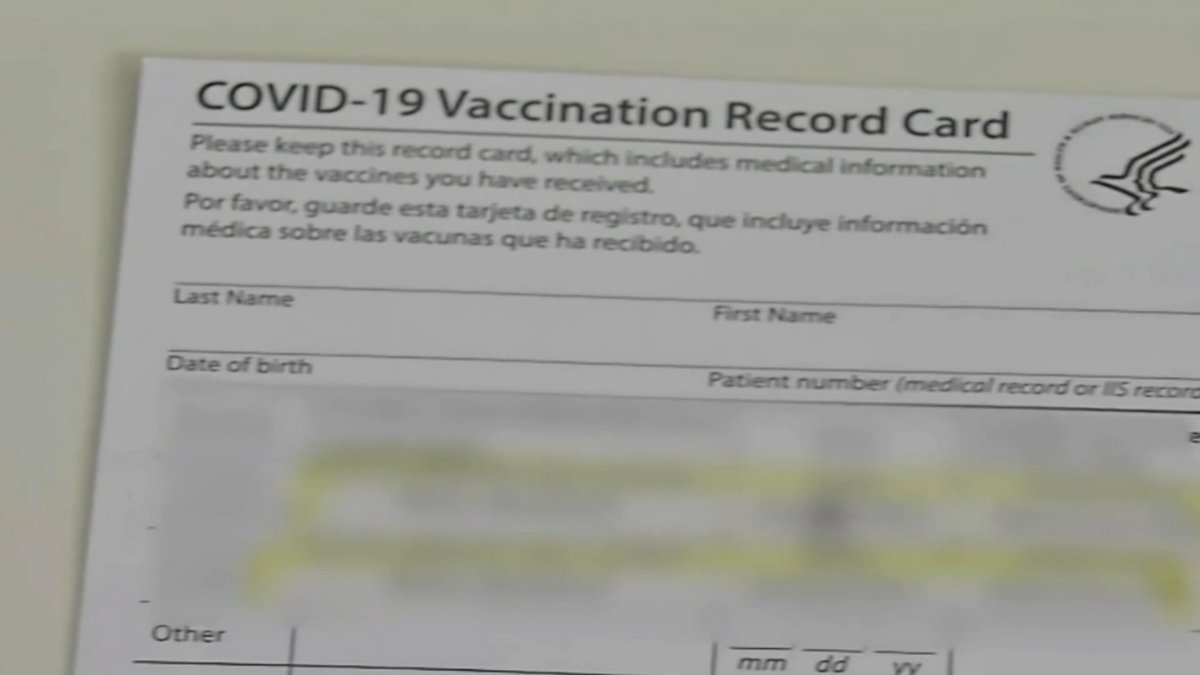 COVID-19 Vaccination Record Card
Please keep this record card, which includes medical information
about the vaccines you have received.
Por favor, guarde esta tarjeta de registro, que incluye información
médica sobre las vacunas que ha recibido.
Last Name First Name
Date of birth Patient number (medical record or IIS record
Other mm dd yy